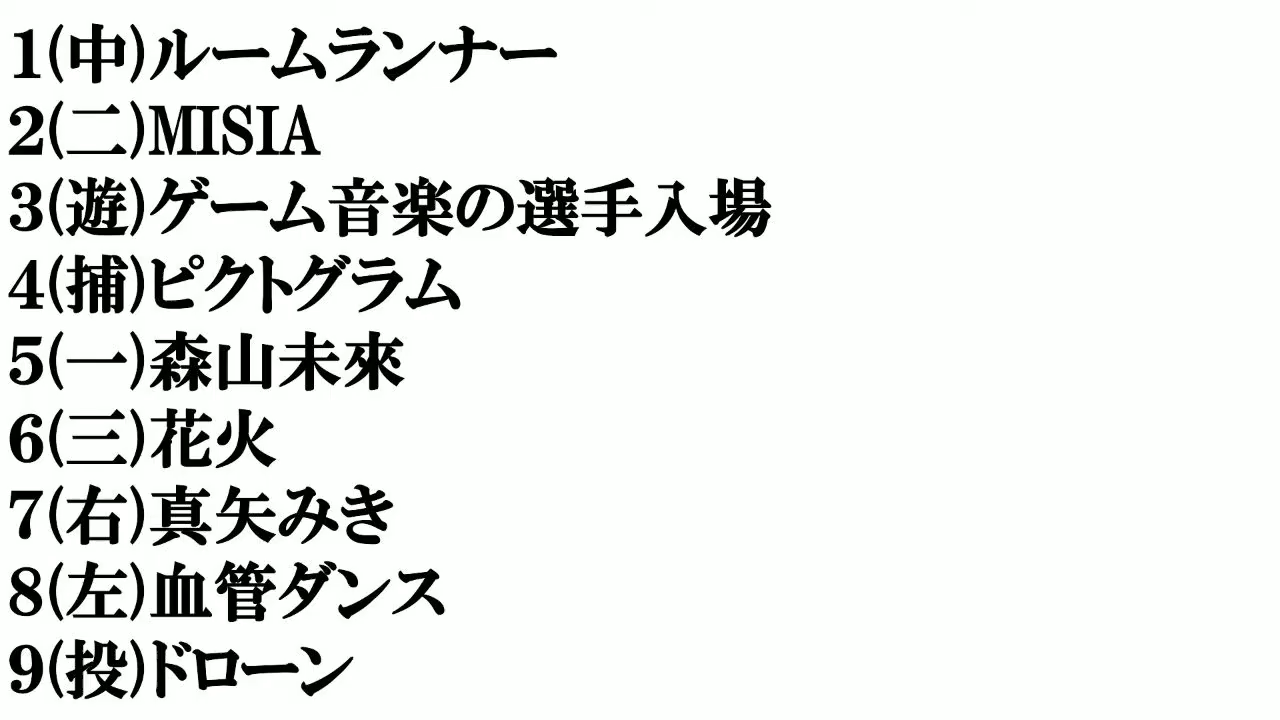 1(中)ルームランナー
2(二)MISIA
3(遊)ゲーム音楽の選手入場
4(捕)ピクトグラム
5(一)森山未來
6(三)花火
7(右)真矢みき
8(左)血管ダンス
9(投)ドローン